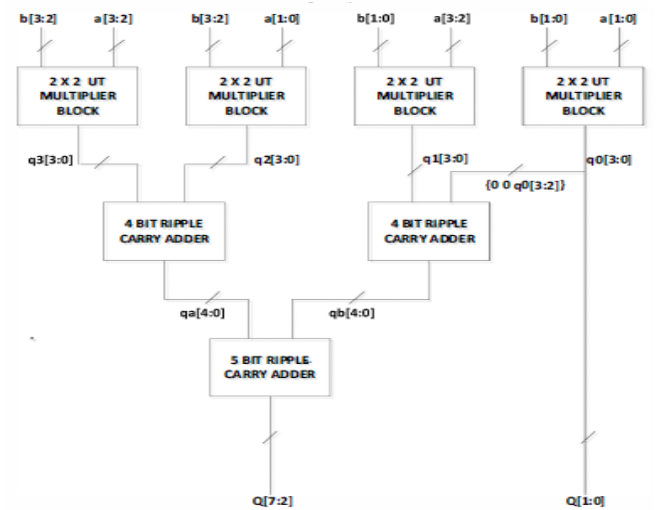 b[3:2] a[3:2] b[3:2] a[1:0] b[1:0] a[3:2] b[1:0] a[1:0]
2 X 2 UT MULTIPLIER BLOCK
2 X 2 UT MULTIPLIER BLOCK
2 X 2 UT MULTIPLIER BLOCK
2 X 2 UT MULTIPLIER BLOCK
q3[3:0] q2[3:0] q1[3:0] q0[3:0]
{0 0 q0[3:2]}
4 BIT RIPPLE CARRY ADDER
4 BIT RIPPLE CARRY ADDER
qa[4:0] qb[4:0]
5 BIT RIPPLE CARRY ADDER
Q[7:2] Q[1:0]